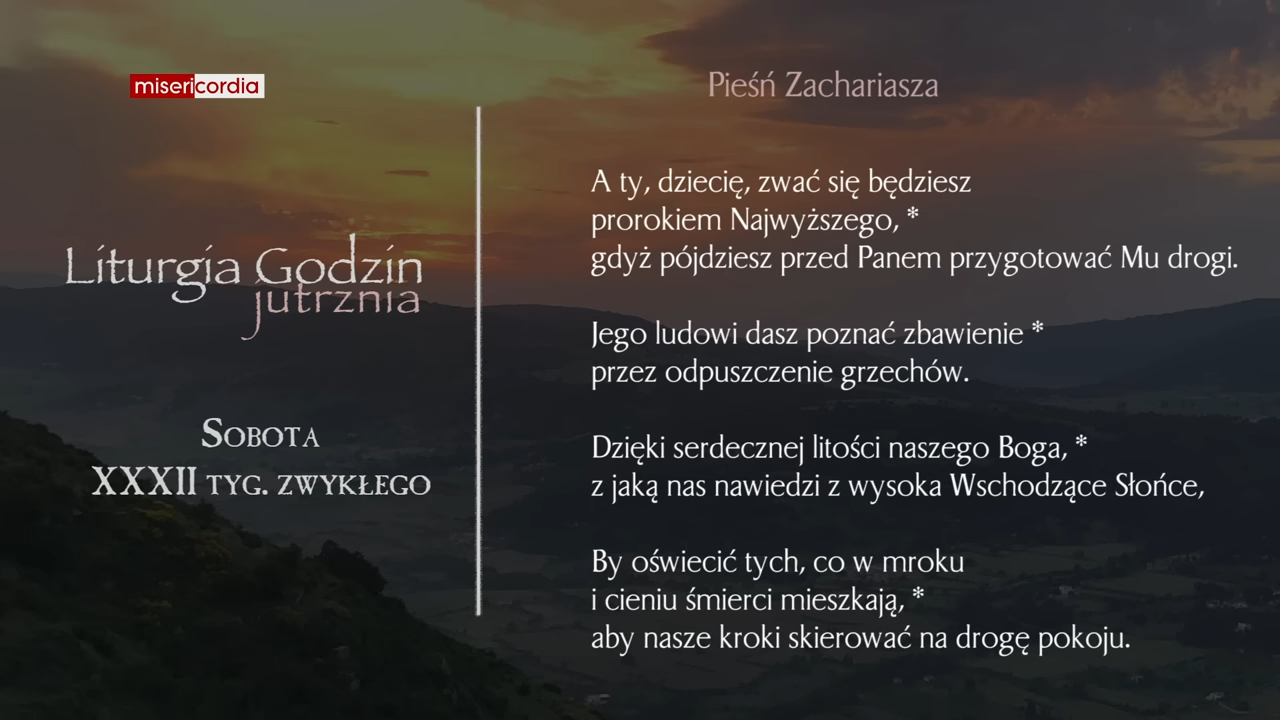 misericordia
Liturgia Godzin
jutrznia
Sobota
XXXII tyg. zwykłego
Pieśń Zachariasza
A ty, dziecię, zwać się będziesz
prorokiem Najwyższego, *
gdyż pójdziesz przed Panem przygotować Mu drogi.
Jego ludowi dasz poznać zbawienie *
przez odpuszczenie grzechów.
Dzięki serdecznej litości naszego Boga, *
z jaką nas nawiedzi z wysoka Wschodzące Słońce,
By oświecić tych, co w mroku
i cieniu śmierci mieszkają, *
aby nasze kroki skierować na drogę pokoju.